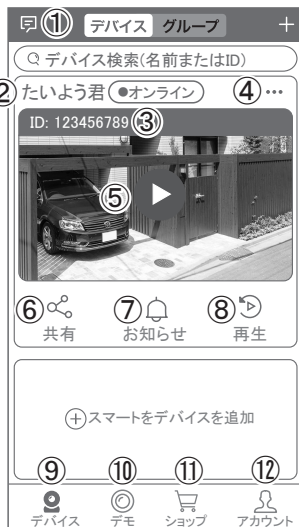 ① デバイス グループ +
デバイス検索(名前またはID)
② たいよう君 ●オンライン ④ •••
ID: 123456789 ③
⑤
⑥ ⑦ ⑧
共有 お知らせ 再生
+スマートをデバイスを追加
⑨ ⑩ ⑪ ⑫
デバイス デモ ショップ アカウント